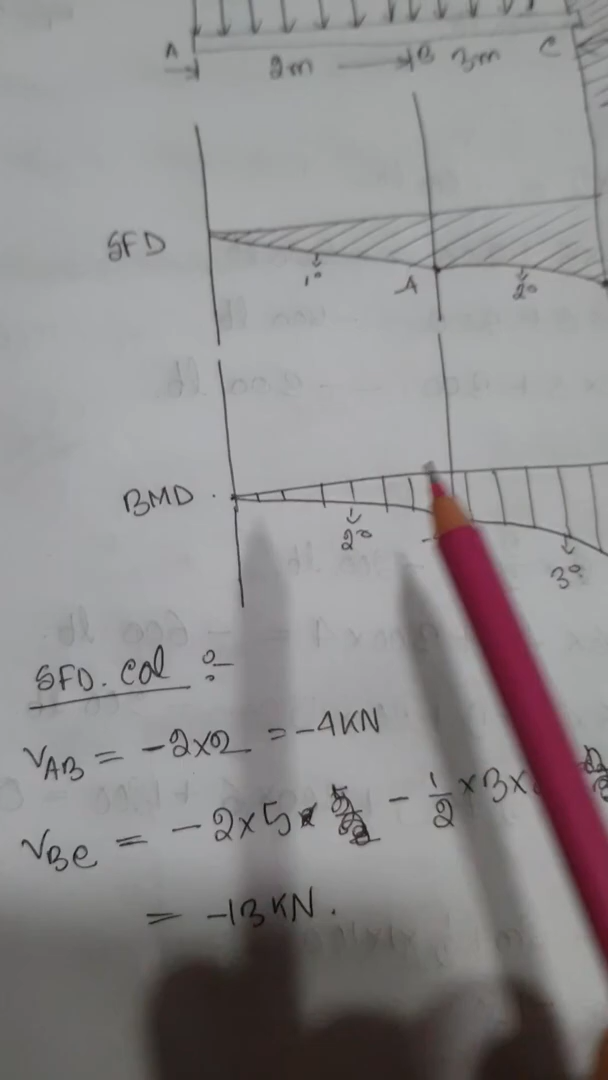 A 2m B 3m C
SFD
1°
A
2°
BMD
2°
3°
SFD. cal :-
VAB = -2x2 = -4KN
VBC = -2x5 - 1/2 x3x
= -13KN.